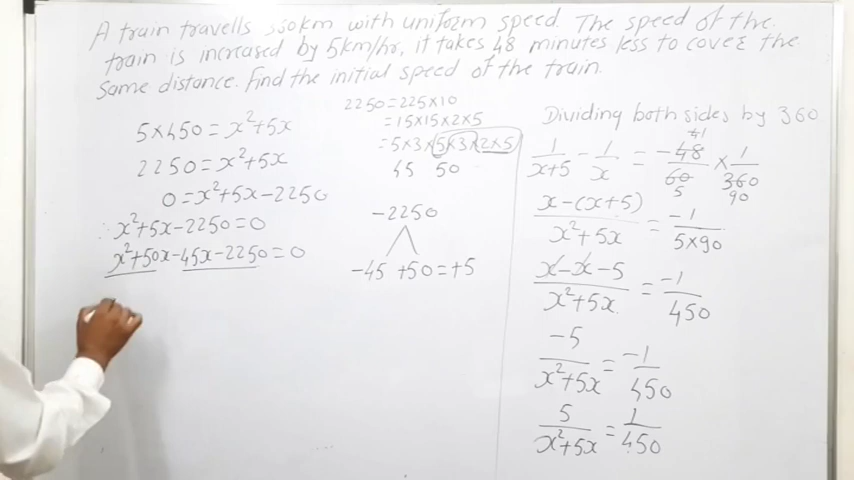 A train travells 360km with uniform speed. The speed of the
train is increased by 5km/hr, it takes 48 minutes less to cover the
same distance. Find the initial speed of the train.
5×450 = x²+5x
2250 = x²+5x
0 = x²+5x-2250
∴ x²+5x-2250=0
x²+50x-45x-2250=0
2250=225×10
=15×15×2×5
=5×3×5×3×2×5
45 50
-2250
-45 +50=+5
Dividing both sides by 360
1/(x+5) - 1/x = -48/60 × 1/360
4 1
5 90
(x-(x+5))/(x²+5x) = -1/(5×90)
(x-x-5)/(x²+5x) = -1/450
-5/(x²+5x) = -1/450
5/(x²+5x) = 1/450